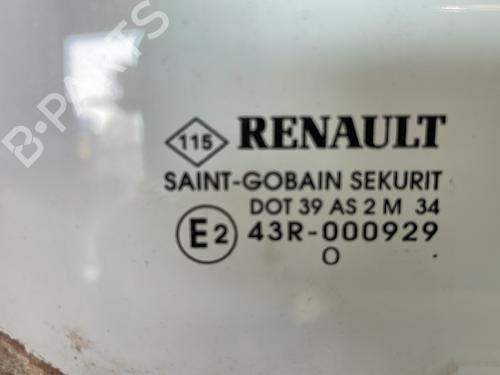 B-PARTS
115 RENAULT
SAINT-GOBAIN SEKURIT
DOT 39 AS 2 M 34
E2 43R-000929
O